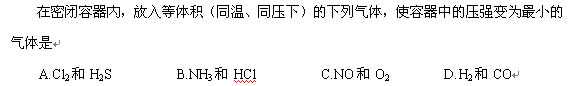 在密闭容器内，放入等体积（同温、同压下）的下列气体，使容器中的压强变为最小的
气体是↵
A.Cl₂和 H₂S B.NH₃和 HCl C.NO 和 O₂ D.H₂和 CO↵